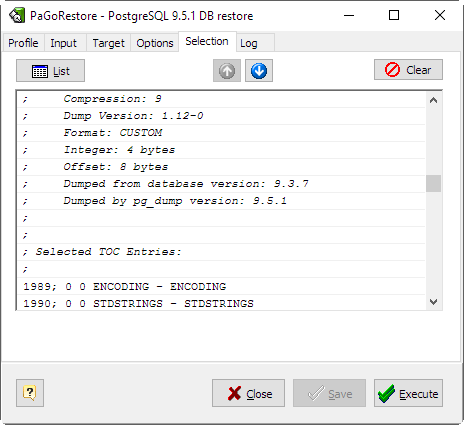 PaGoRestore - PostgreSQL 9.5.1 DB restore
Profile Input Target Options Selection Log
List Clear
; Compression: 9
; Dump Version: 1.12-0
; Format: CUSTOM
; Integer: 4 bytes
; Offset: 8 bytes
; Dumped from database version: 9.3.7
; Dumped by pg_dump version: 9.5.1
;
;
; Selected TOC Entries:
;
1989; 0 0 ENCODING - ENCODING
1990; 0 0 STDSTRINGS - STDSTRINGS
? Close Save Execute